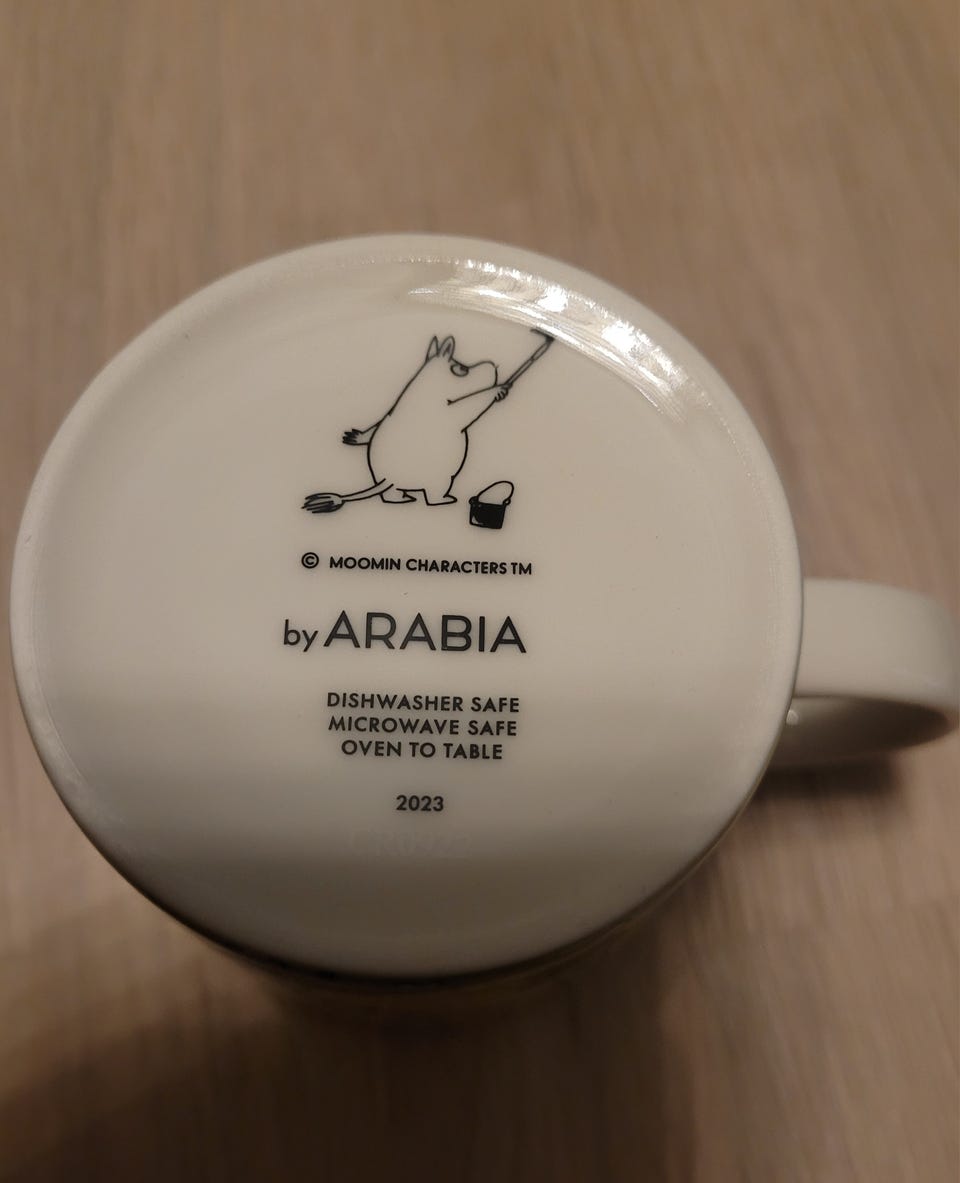 © MOOMIN CHARACTERS TM
by ARABIA
DISHWASHER SAFE
MICROWAVE SAFE
OVEN TO TABLE
2023